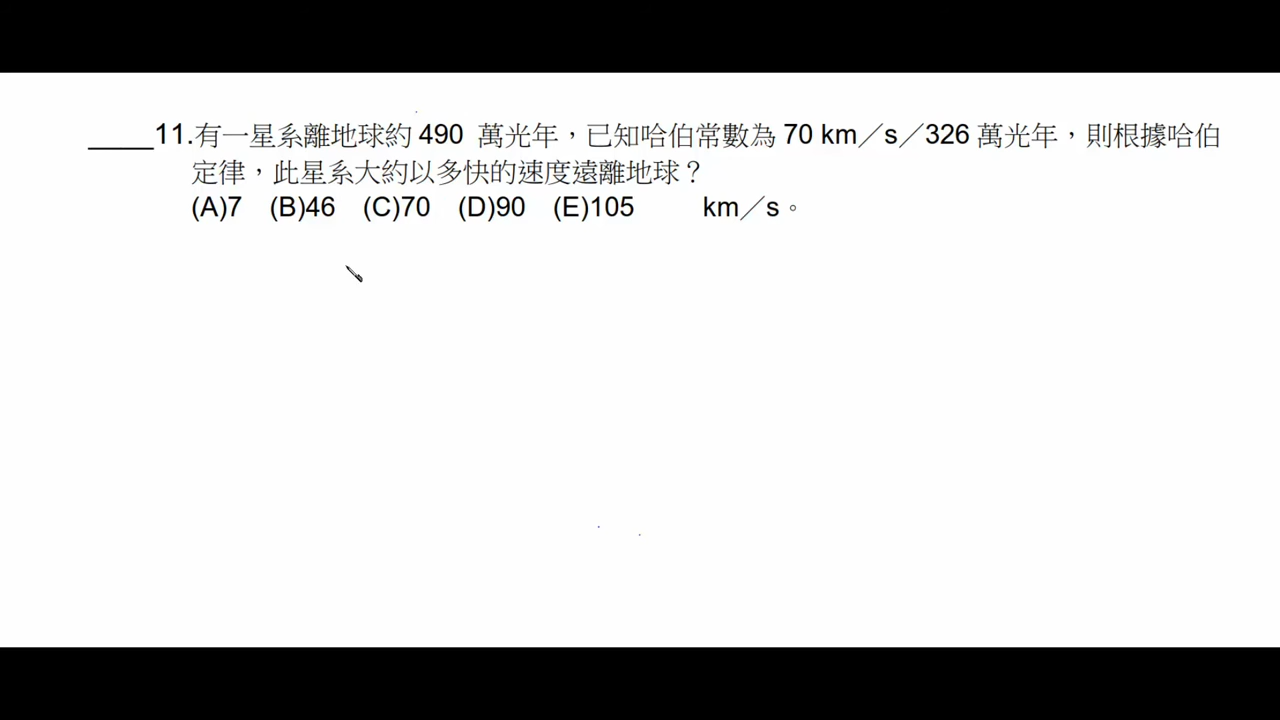 ____11.有一星系離地球約 490 萬光年，已知哈伯常數為 70 km／s／326 萬光年，則根據哈伯
定律，此星系大約以多快的速度遠離地球？
(A)7 (B)46 (C)70 (D)90 (E)105 km／s。